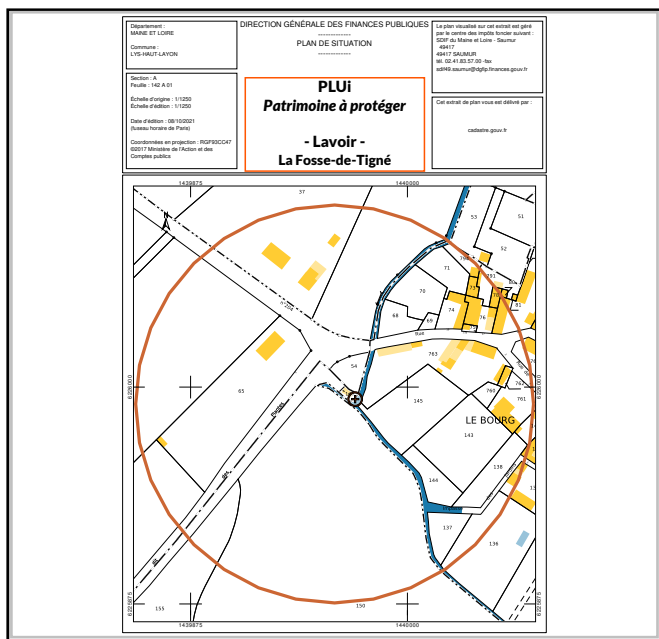 Département :
MAINE ET LOIRE
Commune :
LYS-HAUT-LAYON
DIRECTION GÉNÉRALE DES FINANCES PUBLIQUES
-------------
PLAN DE SITUATION
-------------
Le plan visualisé sur cet extrait est géré
par le centre des impôts foncier suivant :
SDIF du Maine et Loire - Saumur
49417
49417 SAUMUR
tél. 02.41.83.57.00 -fax
sdif49.saumur@dgfip.finances.gouv.fr
Section : A
Feuille : 142 A 01
Échelle d'origine : 1/1250
Échelle d'édition : 1/1250
Date d'édition : 08/10/2021
(fuseau horaire de Paris)
Coordonnées en projection : RGF93CC47
©2017 Ministère de l'Action et des
Comptes publics
PLUi
Patrimoine à protéger
- Lavoir -
La Fosse-de-Tigné
Cet extrait de plan vous est délivré par :
cadastre.gouv.fr
1439875
1440000
37
53
51
52
71
70
68
69
74
76
81
763
54
65
145
760
762
761
LE BOURG
143
138
144
137
136
155
150
6226000
6226000
6225875
6225875
1439875
1440000